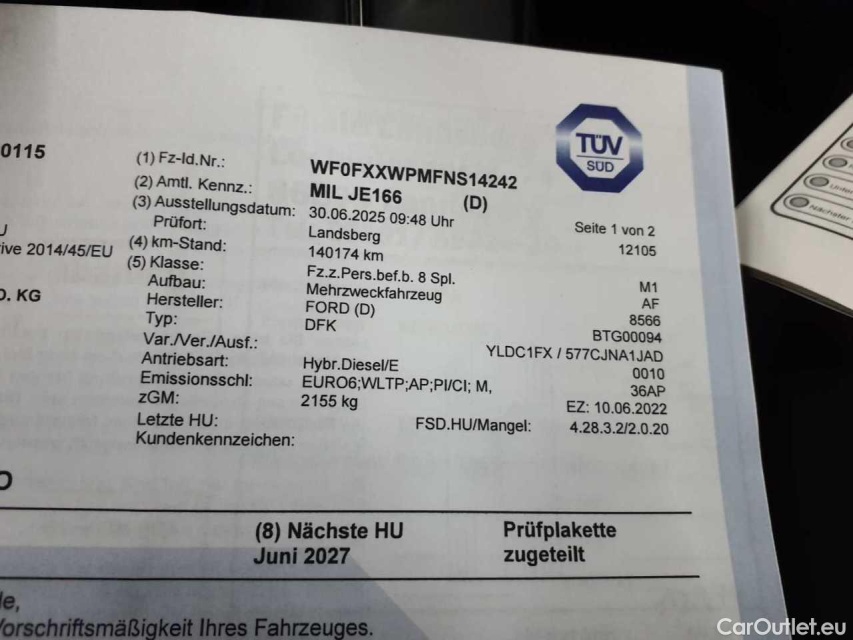 TÜV
SÜD
0115
(1) Fz-Id.Nr.: WF0FXXWPMFNS14242
(2) Amtl. Kennz.: MIL JE166 (D)
(3) Ausstellungsdatum: 30.06.2025 09:48 Uhr Seite 1 von 2
Prüfort: Landsberg 12105
rive 2014/45/EU
(4) km-Stand: 140174 km
(5) Klasse: Fz.z.Pers.bef.b. 8 Spl. M1
Aufbau: Mehrzweckfahrzeug AF
O. KG
Hersteller: FORD (D) 8566
Typ: DFK BTG00094
Var./Ver./Ausf.: YLDC1FX / 577CJNA1JAD
Antriebsart: Hybr.Diesel/E 0010
Emissionsschl: EURO6;WLTP;AP;PI/CI; M, 36AP
zGM: 2155 kg EZ: 10.06.2022
Letzte HU: FSD.HU/Mangel: 4.28.3.2/2.0.20
Kundenkennzeichen:
(8) Nächste HU Prüfplakette
Juni 2027 zugeteilt
Vorschriftsmäßigkeit Ihres Fahrzeuges.
Nächster
CarOutlet.eu